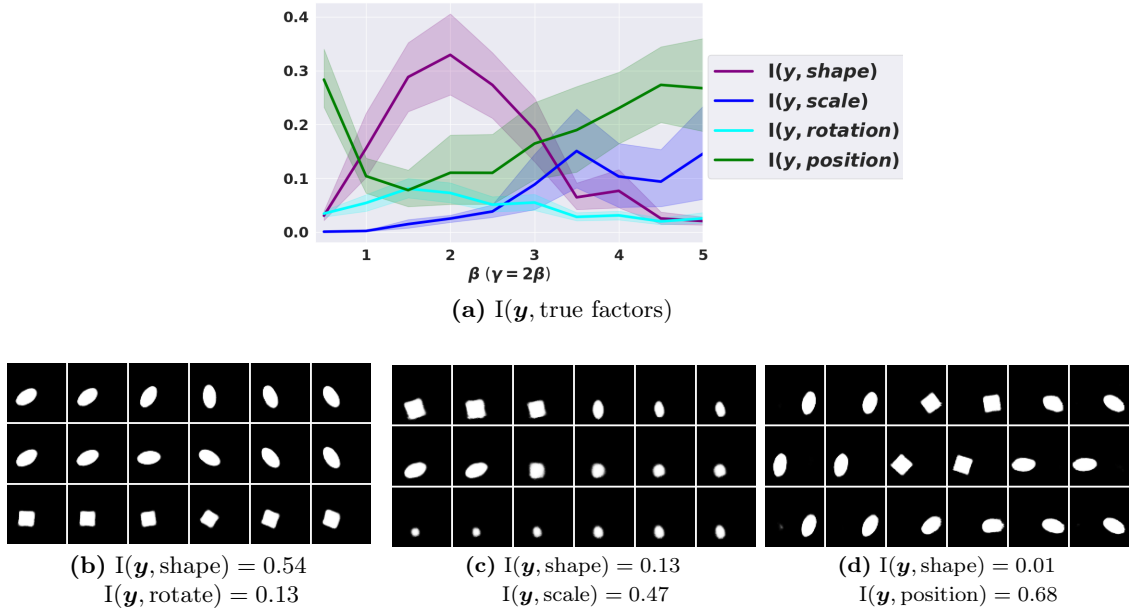 0.4
0.3
0.2
0.1
0.0
1 2 3 4 5
β (γ = 2β)
I(y, shape)
I(y, scale)
I(y, rotation)
I(y, position)
(a) I(y, true factors)
(b) I(y, shape) = 0.54
I(y, rotate) = 0.13
(c) I(y, shape) = 0.13
I(y, scale) = 0.47
(d) I(y, shape) = 0.01
I(y, position) = 0.68